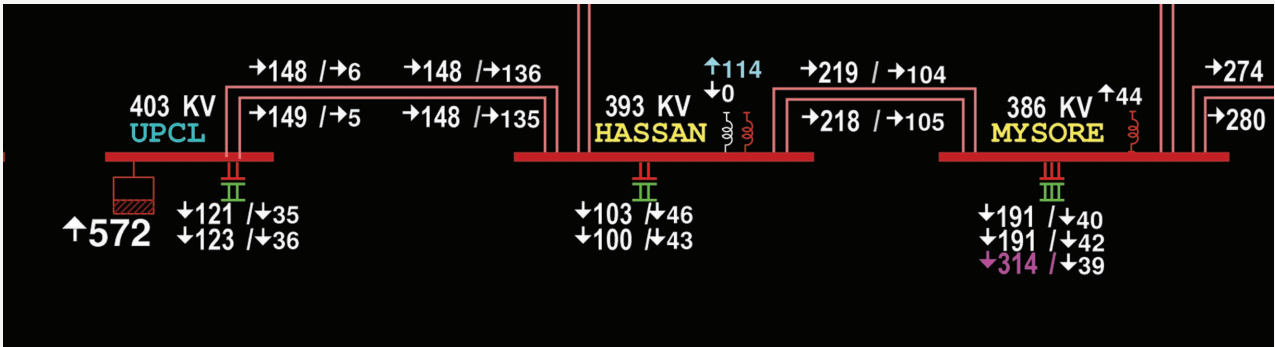 →148 /→6
→148 /→136
403 KV
UPCL
→149 /→5
→148 /→135
↑572
↓121 /↓35
↓123 /↓36
393 KV
HASSAN
↑114
↓0
↓103 /↓46
↓100 /↓43
→219 / →104
→218 / →105
386 KV
MYSORE
↑44
↓191 /↓40
↓191 /↓42
↓314 /↓39
→274
→280